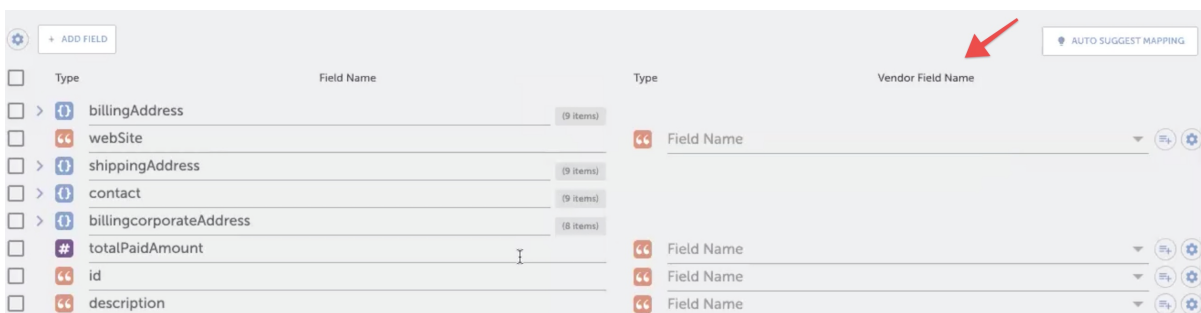 + ADD FIELD
AUTO SUGGEST MAPPING
Type Field Name Type Vendor Field Name
billingAddress (9 items)
webSite Field Name
shippingAddress (9 items)
contact (9 items)
billingcorporateAddress (8 items)
# totalPaidAmount Field Name
id Field Name
description Field Name